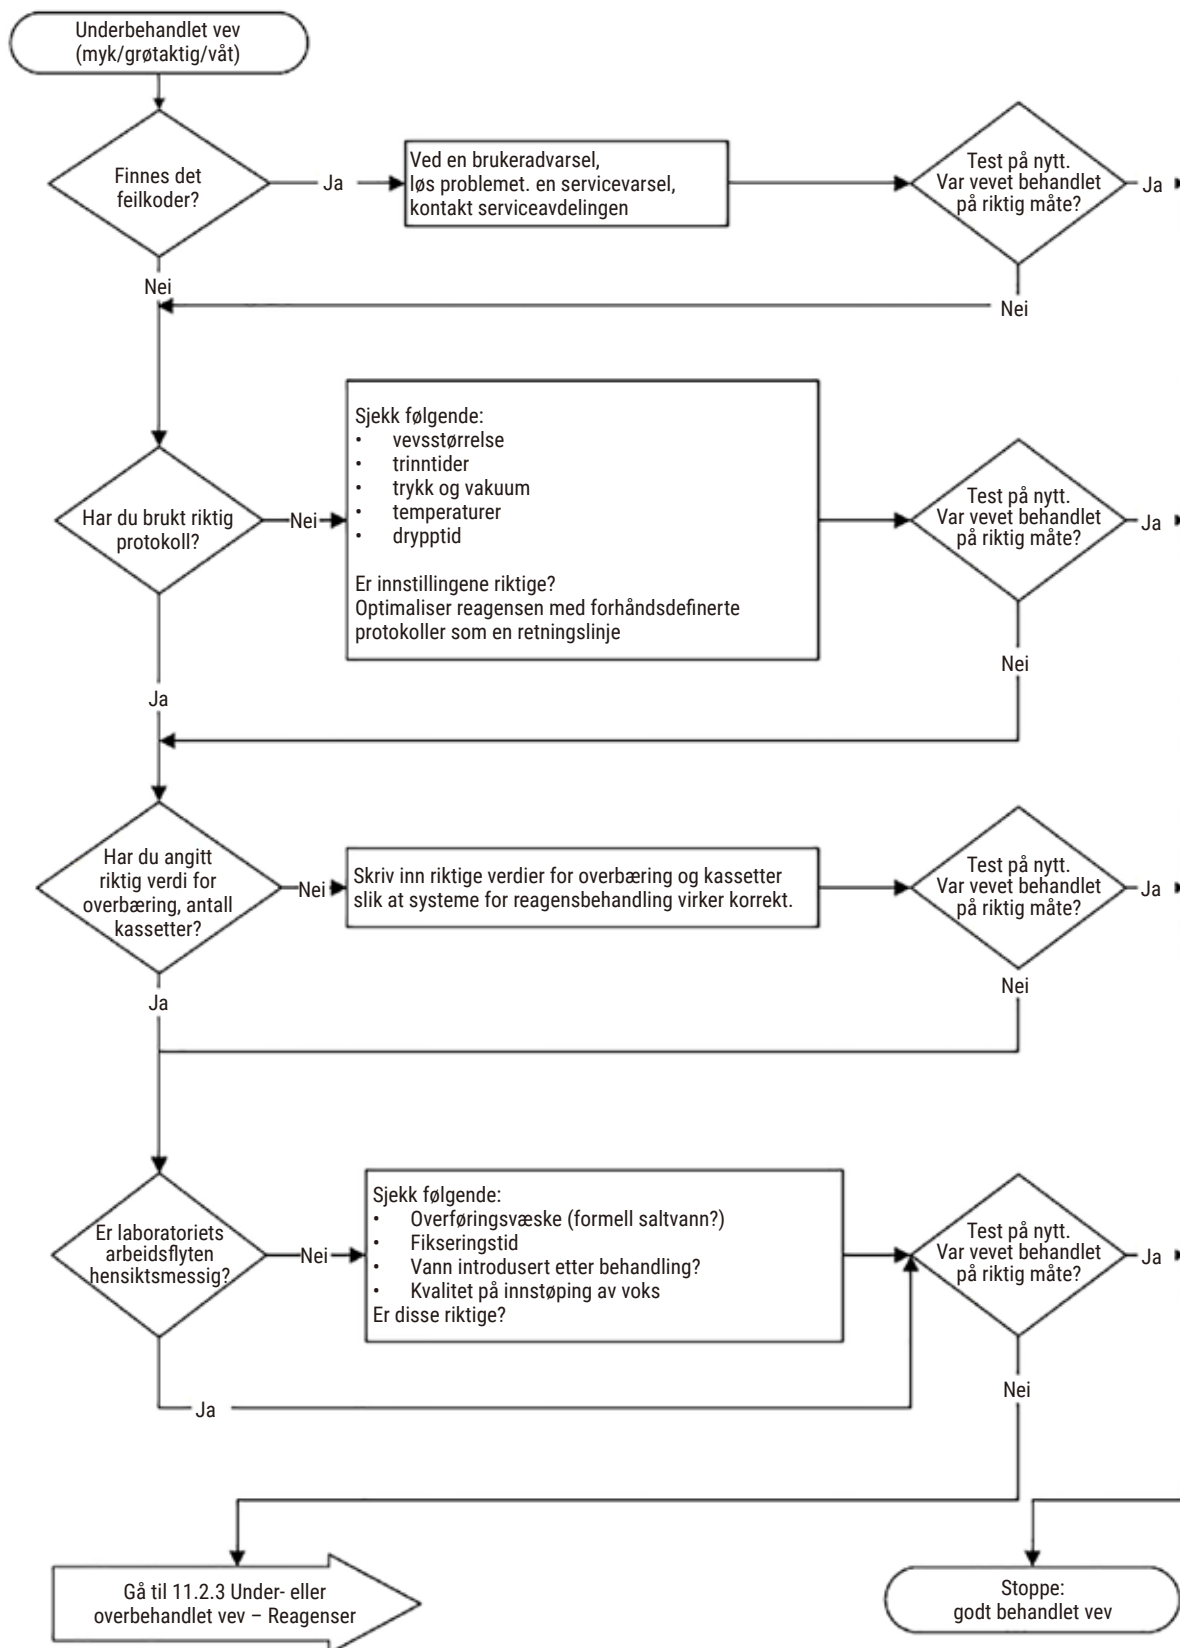 Underbehandlet vev
(myk/grøtaktig/våt)
Finnes det
feilkoder?
Ja
Ved en brukeradvarsel,
løs problemet. en servicevarsel,
kontakt serviceavdelingen
Test på nytt.
Var vevet behandlet
på riktig måte?
Ja
Nei
Nei
Har du brukt riktig
protokoll?
Nei
Sjekk følgende:
• vevsstørrelse
• trinntider
• trykk og vakuum
• temperaturer
• drypptid
Er innstillingene riktige?
Optimaliser reagensen med forhåndsdefinerte
protokoller som en retningslinje
Test på nytt.
Var vevet behandlet
på riktig måte?
Ja
Nei
Ja
Har du angitt
riktig verdi for
overbæring, antall
kassetter?
Nei
Skriv inn riktige verdier for overbæring og kassetter
slik at systeme for reagensbehandling virker korrekt.
Test på nytt.
Var vevet behandlet
på riktig måte?
Ja
Nei
Ja
Er laboratoriets
arbeidsflyten
hensiktsmessig?
Nei
Sjekk følgende:
• Overføringsvæske (formell saltvann?)
• Fikseringstid
• Vann introdusert etter behandling?
• Kvalitet på innstøping av voks
Er disse riktige?
Test på nytt.
Var vevet behandlet
på riktig måte?
Ja
Nei
Ja
Gå til 11.2.3 Under- eller
overbehandlet vev – Reagenser
Stoppe:
godt behandlet vev